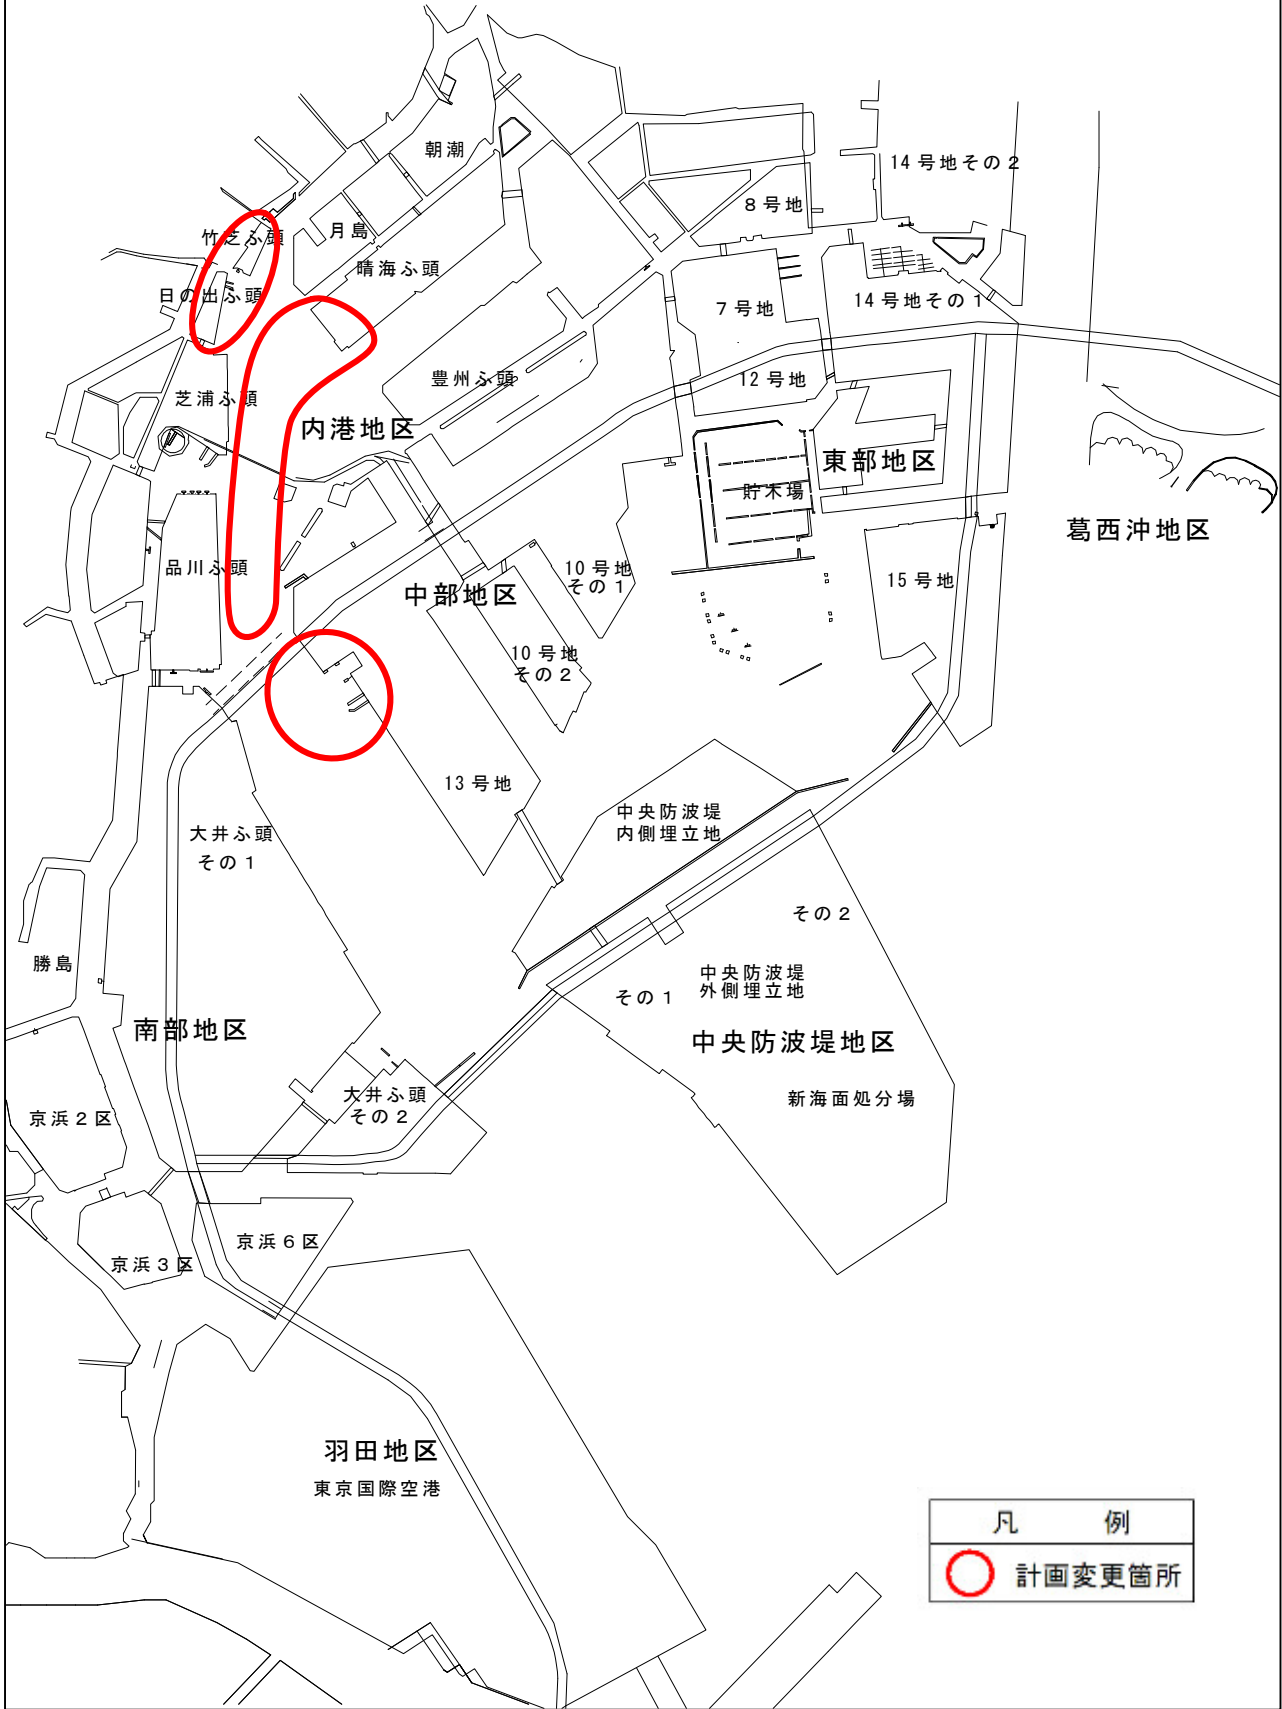 朝潮
14号地その2
8号地
竹芝ふ頭
月島
晴海ふ頭
日の出ふ頭
7号地
14号地その1
豊州ふ頭
12号地
芝浦ふ頭
内港地区
東部地区
貯木場
葛西沖地区
品川ふ頭
中部地区
10号地
その1
15号地
10号地
その2
13号地
中央防波堤
内側埋立地
大井ふ頭
その1
その2
勝島
中央防波堤
外側埋立地
その1
南部地区
中央防波堤地区
大井ふ頭
その2
新海面処分場
京浜2区
京浜6区
京浜3区
羽田地区
東京国際空港
凡　例
計画変更箇所